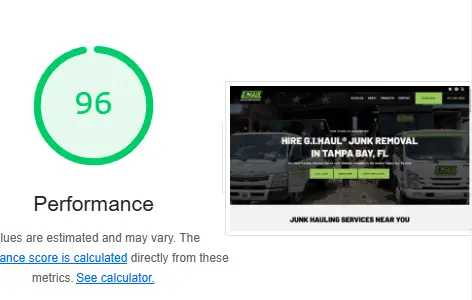 96
Performance
lues are estimated and may vary. The
ance score is calculated directly from these
metrics. See calculator.
G.I.HAUL
HIRE G.I.HAUL® JUNK REMOVAL
IN TAMPA BAY, FL
JUNK HAULING SERVICES NEAR YOU